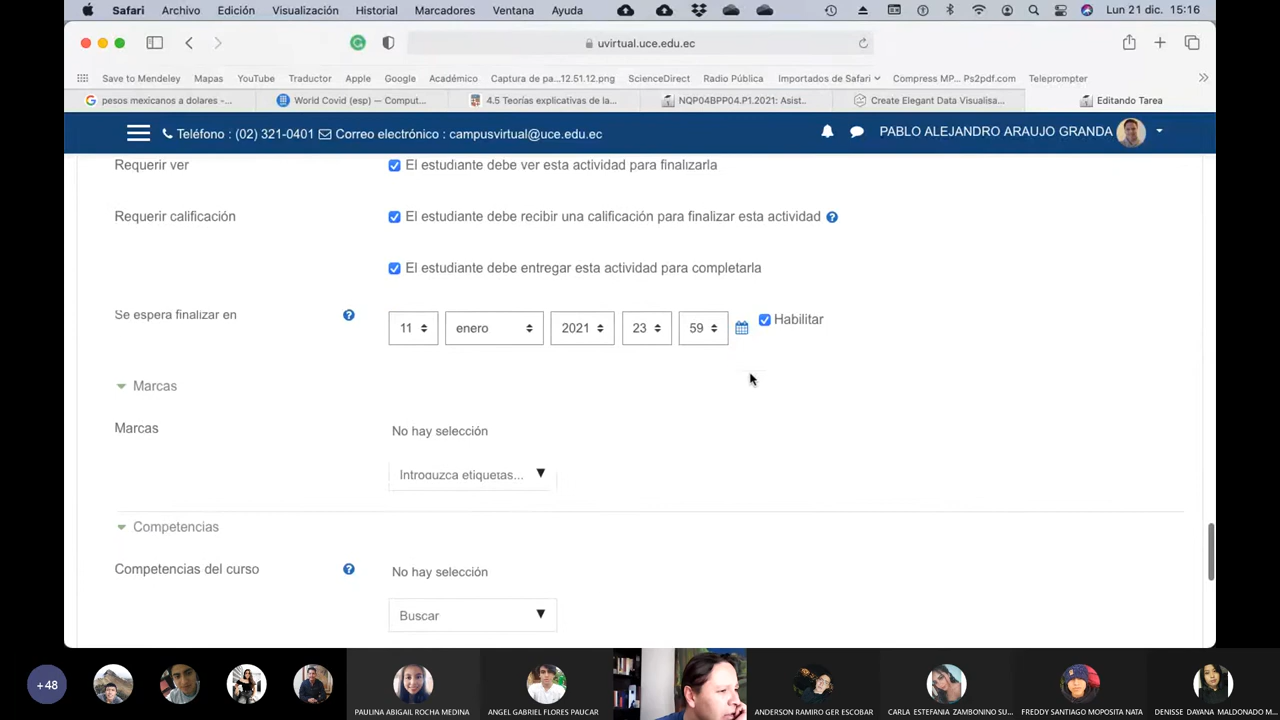 Safari Archivo Edición Visualización Historial Marcadores Ventana Ayuda Lun 21 dic. 15:16
uvirtual.uce.edu.ec
Save to Mendeley Mapas YouTube Traductor Apple Google Académico Captura de pa...12.51.12.png ScienceDirect Radio Pública Importados de Safari Compress MP... Ps2pdf.com Teleprompter
pesos mexicanos a dolares -... World Covid (esp) — Comput... 4.5 Teorías explicativas de la... NQP04BPP04.P1.2021: Asist... Create Elegant Data Visualisa... Editando Tarea
Teléfono : (02) 321-0401 Correo electrónico : campusvirtual@uce.edu.ec PABLO ALEJANDRO ARAUJO GRANDA
Requerir ver El estudiante debe ver esta actividad para finalizarla
Requerir calificación El estudiante debe recibir una calificación para finalizar esta actividad
El estudiante debe entregar esta actividad para completarla
Se espera finalizar en 11 enero 2021 23 59 Habilitar
Marcas
Marcas No hay selección
Introduzca etiquetas...
Competencias
Competencias del curso No hay selección
Buscar
+48
PAULINA ABIGAIL ROCHA MEDINA ANGEL GABRIEL FLORES PAUCAR ANDERSON RAMIRO GER ESCOBAR CARLA ESTEFANIA ZAMBONINO SU... FREDDY SANTIAGO MOPOSITA NATA DENISSE DAYANA MALDONADO M...